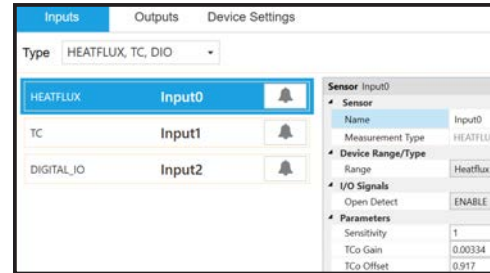 Inputs Outputs Device Settings
Type HEATFLUX, TC, DIO
HEATFLUX Input0
TC Input1
DIGITAL_IO Input2
Sensor Input0
Sensor
Name Input0
Measurement Type
Device Range/Type
Range Heatflux
I/O Signals
Open Detect ENABLE
Parameters
Sensitivity 1
TCo Gain 0.00334
TCo Offset 0.917